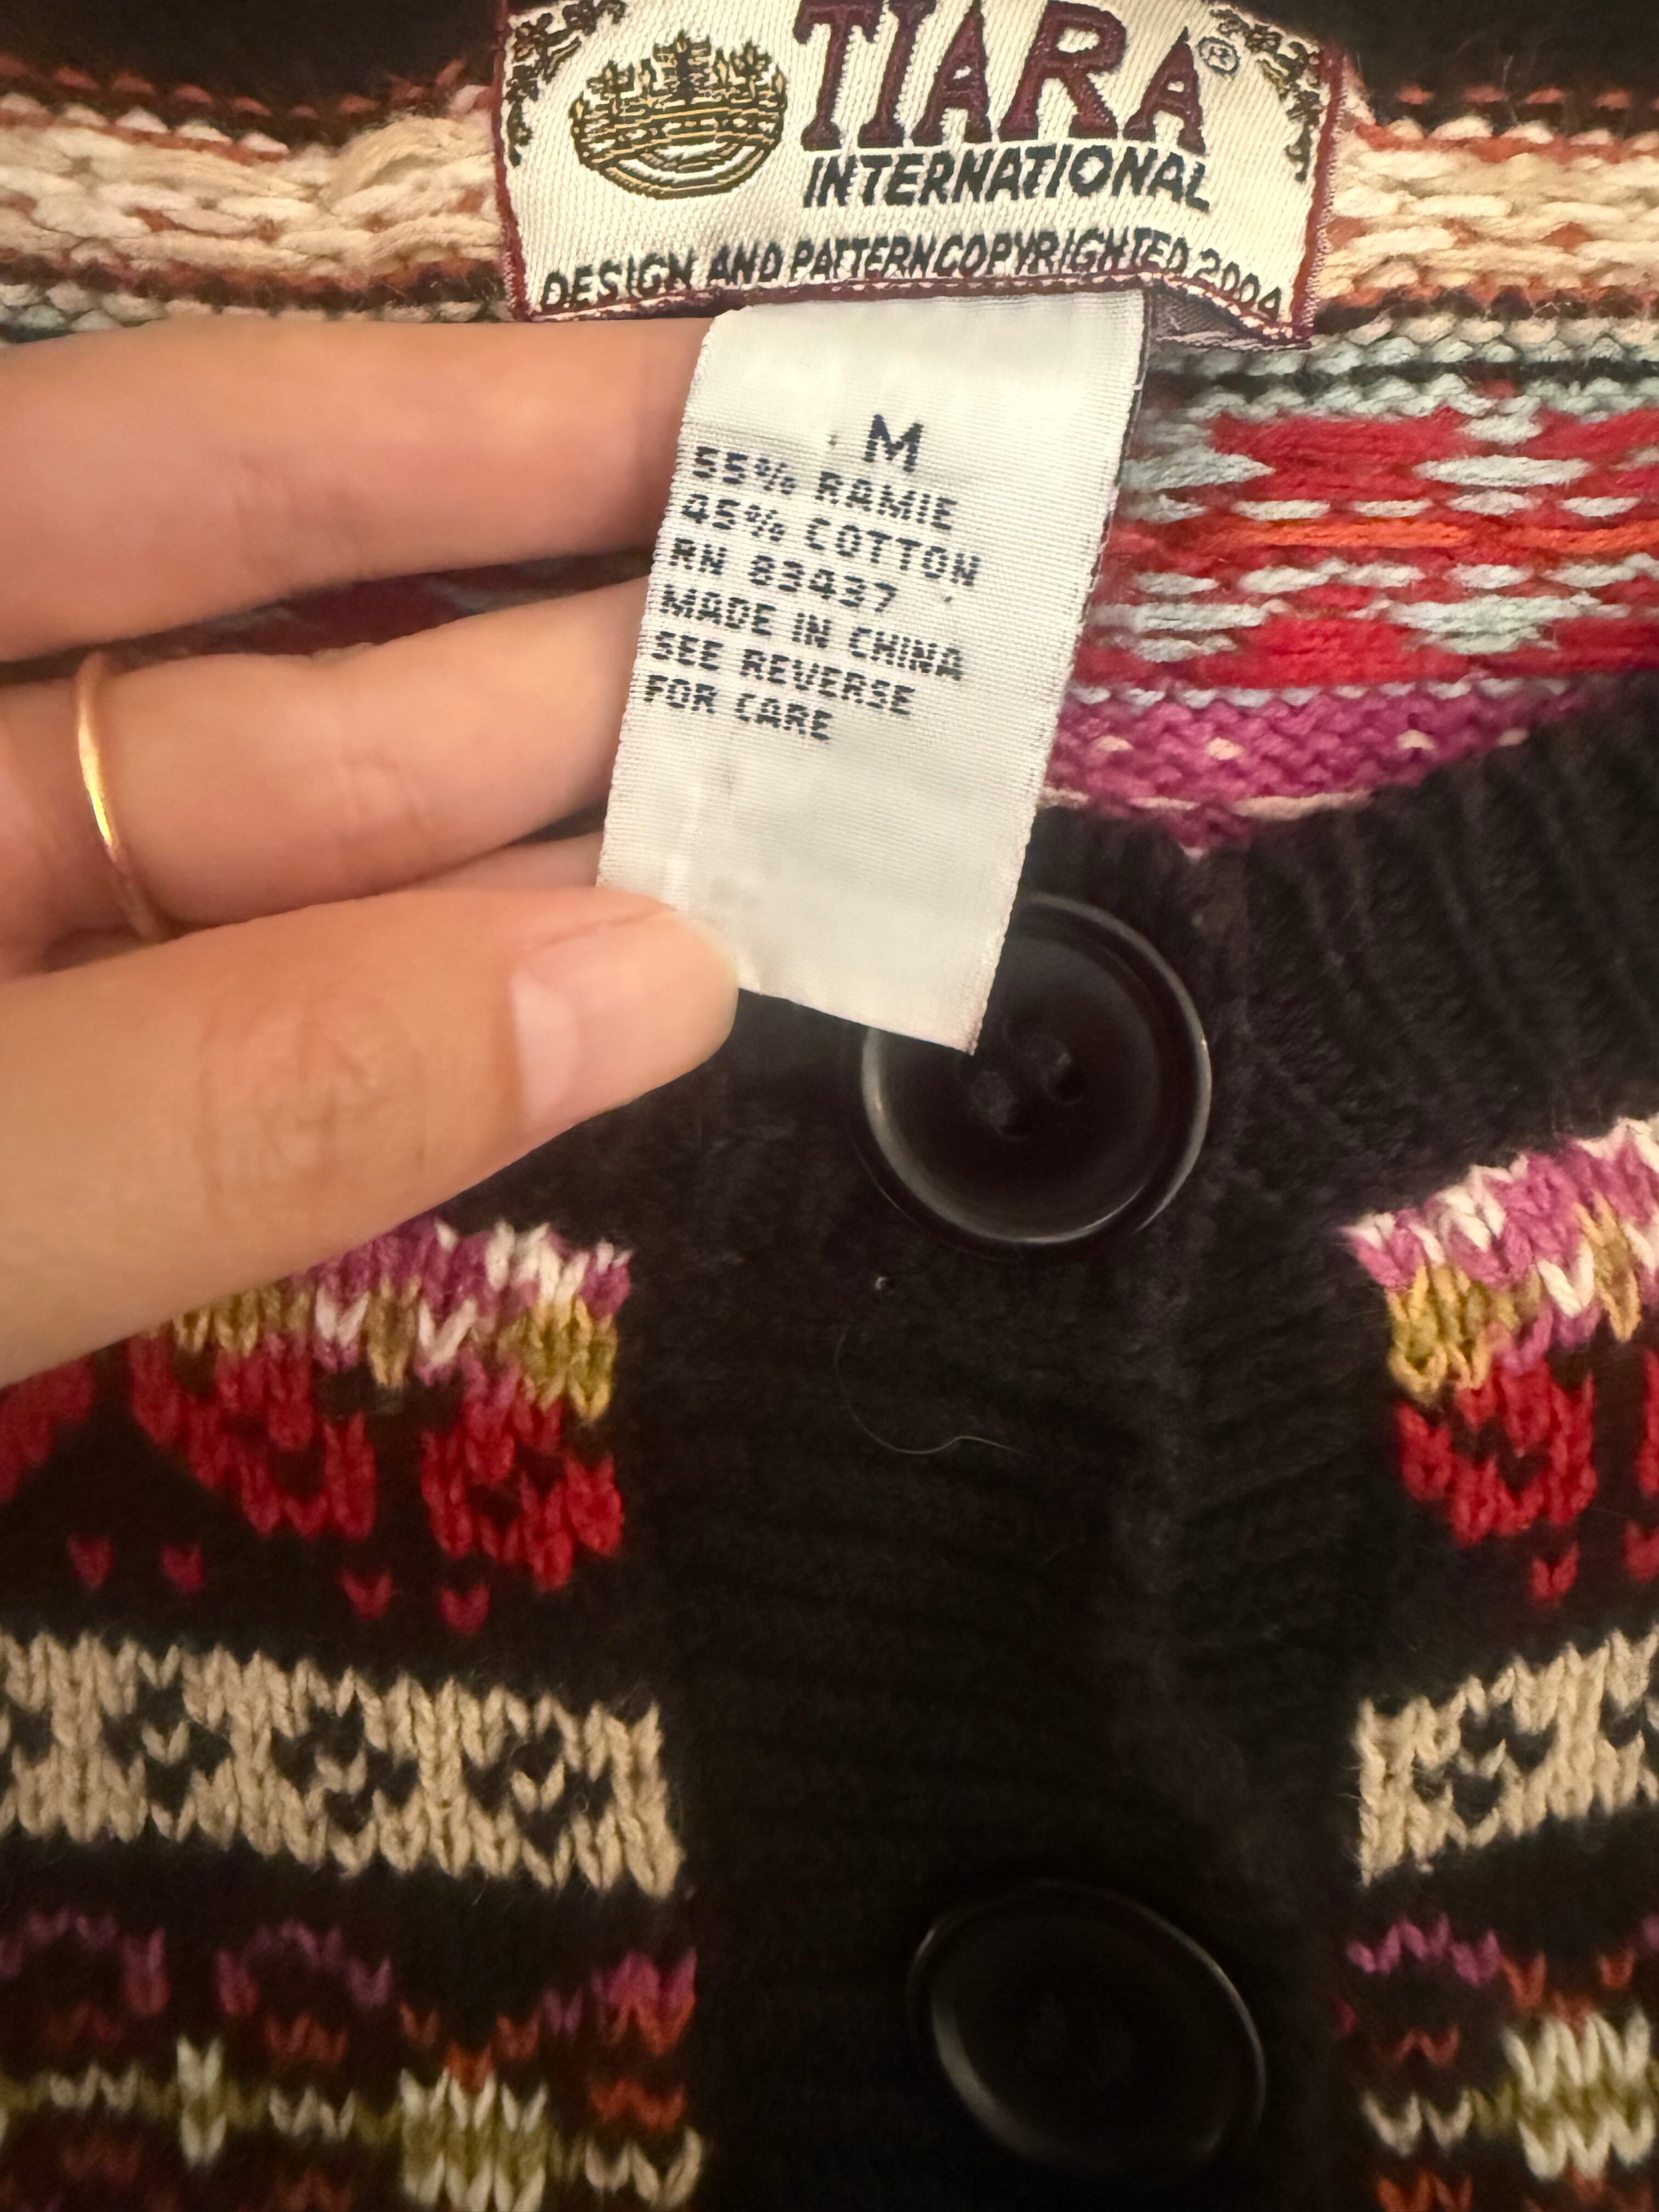 TIARA®
INTERNATIONAL
DESIGN AND PATTERN COPYRIGHTED 2004
M
55% RAMIE
45% COTTON
RN 83437
MADE IN CHINA
SEE REVERSE
FOR CARE